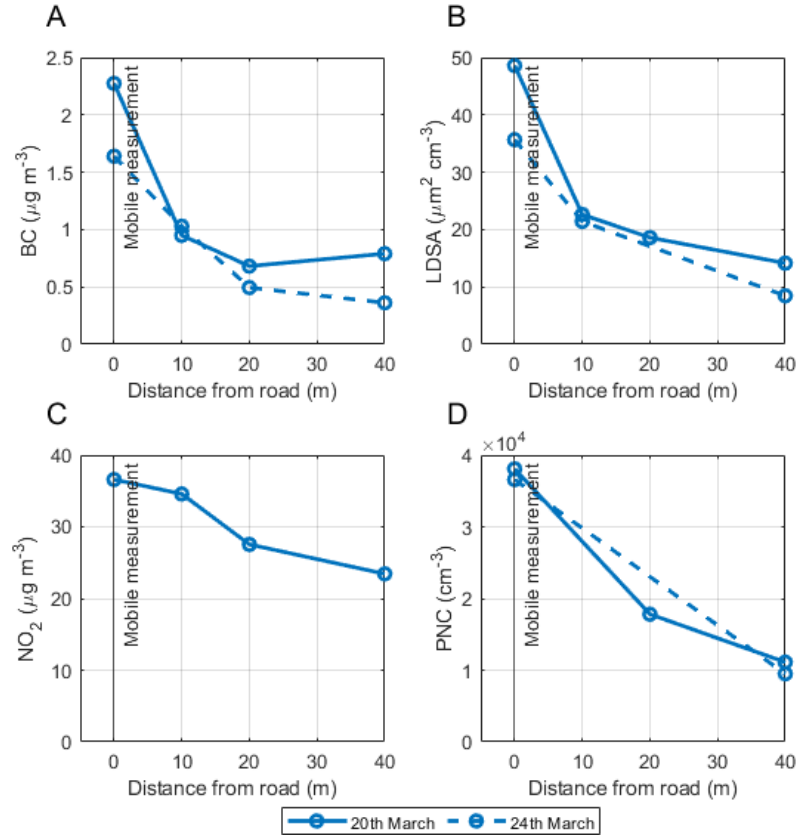 A
2.5
2
1.5
1
0.5
0
BC (μg m⁻³)
Mobile measurement
0 10 20 30 40
Distance from road (m)
B
50
40
30
20
10
0
LDSA (μm² cm⁻³)
Mobile measurement
0 10 20 30 40
Distance from road (m)
C
40
30
20
10
0
NO₂ (μg m⁻³)
Mobile measurement
0 10 20 30 40
Distance from road (m)
D
×10⁴
4
3
2
1
0
PNC (cm⁻³)
Mobile measurement
0 10 20 30 40
Distance from road (m)
20th March 24th March